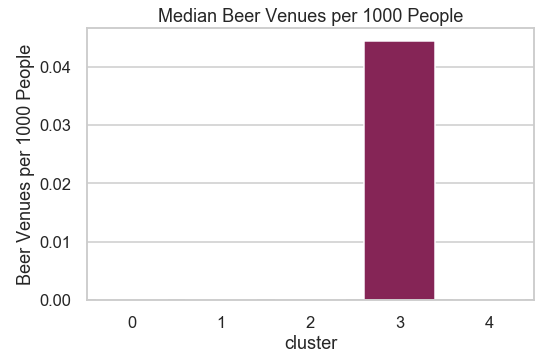 Median Beer Venues per 1000 People
Beer Venues per 1000 People
0.04
0.03
0.02
0.01
0.00
0 1 2 3 4
cluster